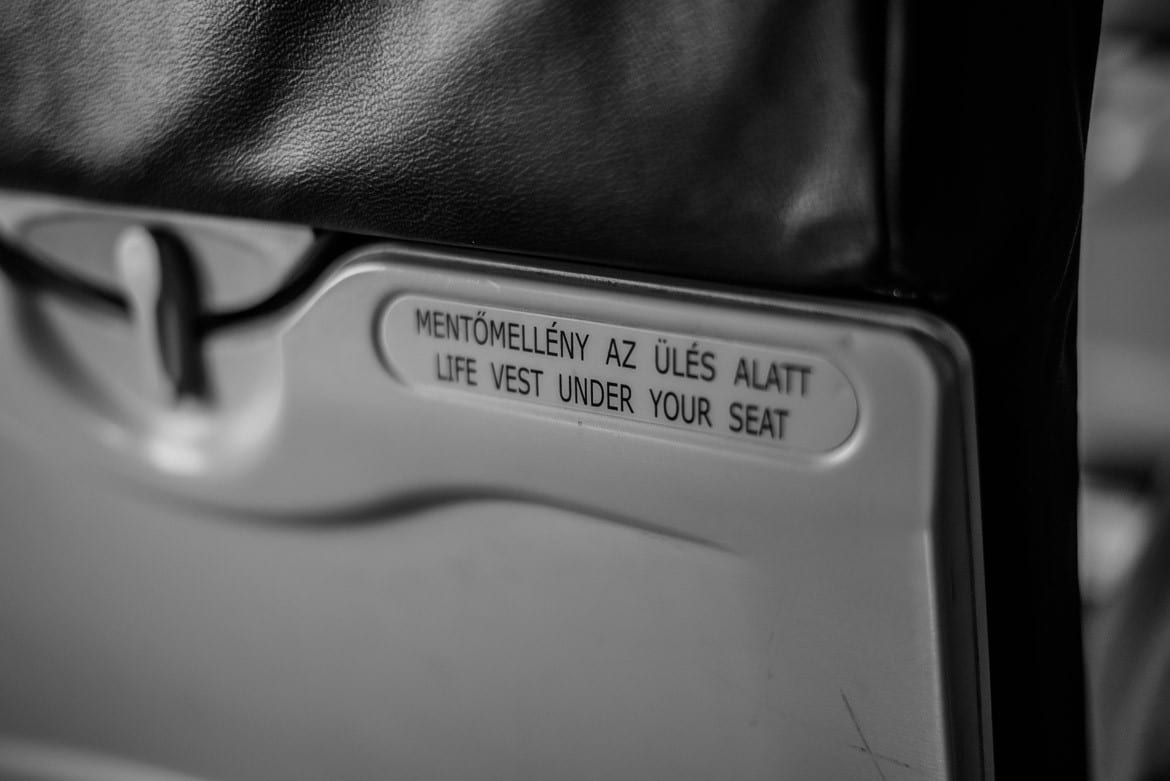 MENTŐMELLÉNY AZ ÜLÉS ALATT
LIFE VEST UNDER YOUR SEAT